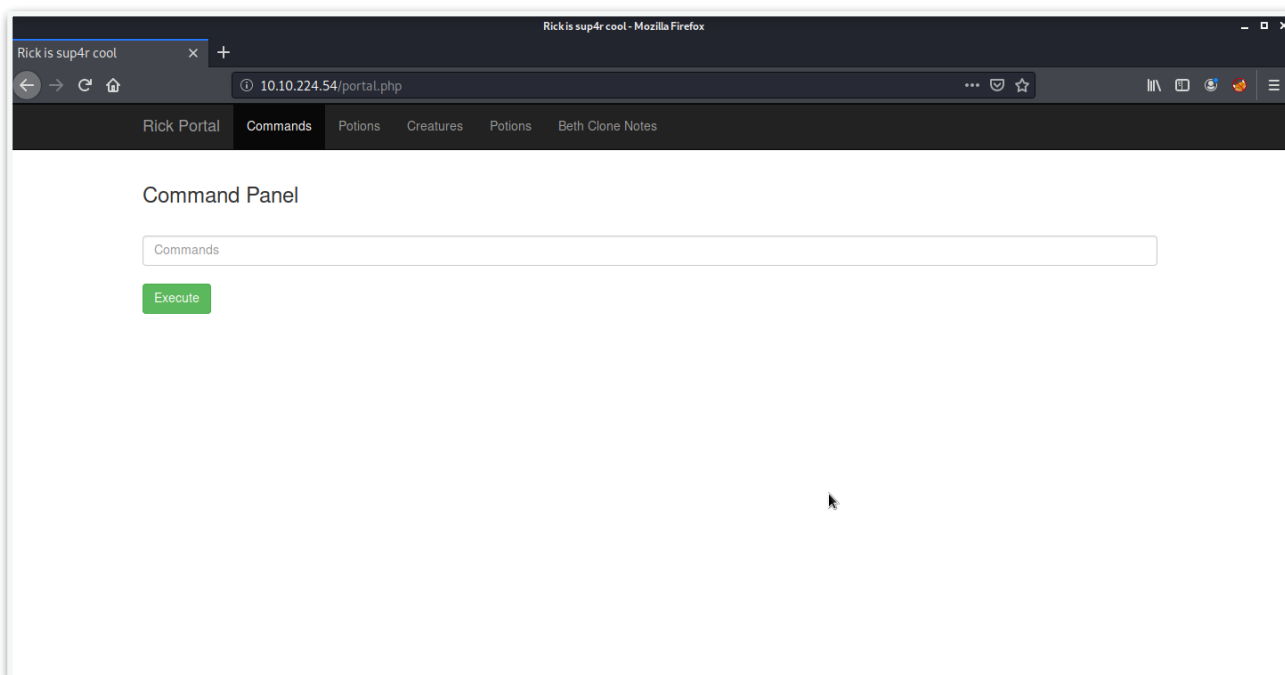 Rick is sup4r cool - Mozilla Firefox
Rick is sup4r cool
10.10.224.54/portal.php
Rick Portal Commands Potions Creatures Potions Beth Clone Notes
Command Panel
Commands
Execute